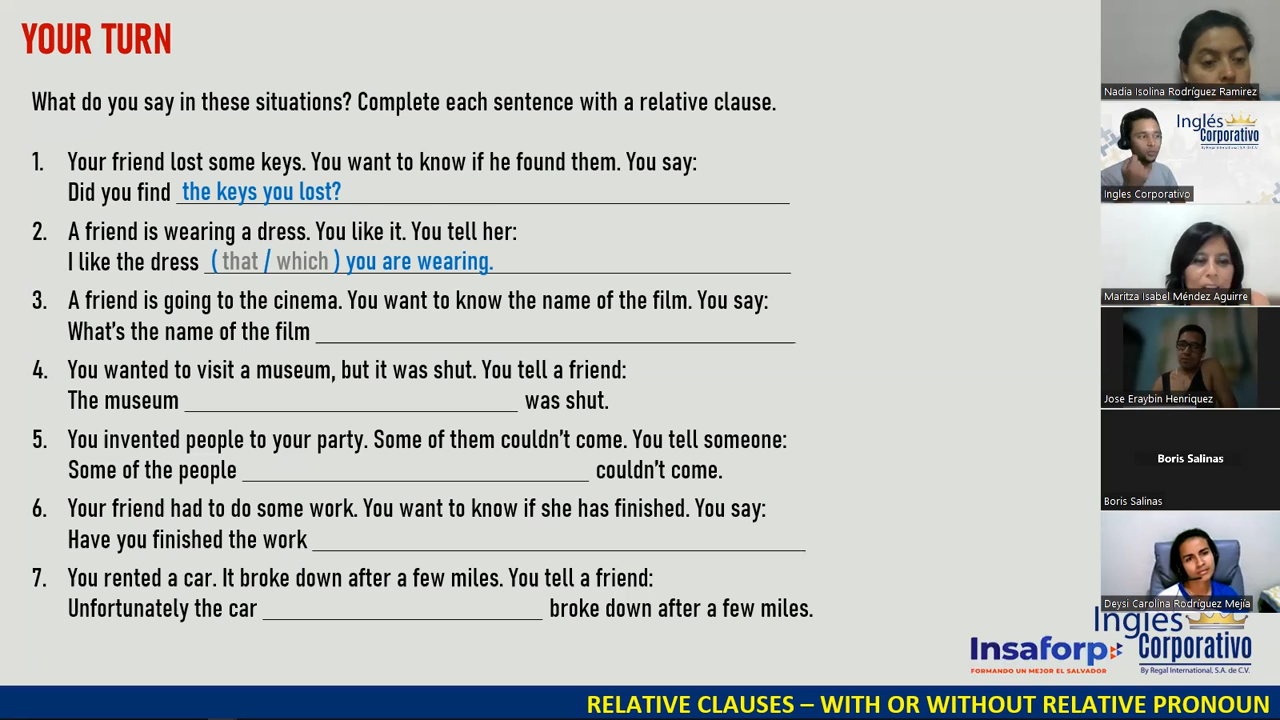 YOUR TURN
What do you say in these situations? Complete each sentence with a relative clause.
1. Your friend lost some keys. You want to know if he found them. You say:
Did you find the keys you lost?
2. A friend is wearing a dress. You like it. You tell her:
I like the dress ( that / which ) you are wearing.
3. A friend is going to the cinema. You want to know the name of the film. You say:
What's the name of the film
4. You wanted to visit a museum, but it was shut. You tell a friend:
The museum was shut.
5. You invented people to your party. Some of them couldn't come. You tell someone:
Some of the people couldn't come.
6. Your friend had to do some work. You want to know if she has finished. You say:
Have you finished the work
7. You rented a car. It broke down after a few miles. You tell a friend:
Unfortunately the car broke down after a few miles.
Nadia Isolina Rodríguez Ramirez
Inglés
Corporativo
By Regal International, S.A. de C.V.
Ingles Corporativo
Maritza Isabel Méndez Aguirre
Jose Eraybin Henriquez
Boris Salinas
Boris Salinas
Deysi Carolina Rodríguez Mejía
Insaforp
FORMANDO UN MEJOR EL SALVADOR
Inglés
Corporativo
By Regal International, S.A. de C.V.
RELATIVE CLAUSES – WITH OR WITHOUT RELATIVE PRONOUN